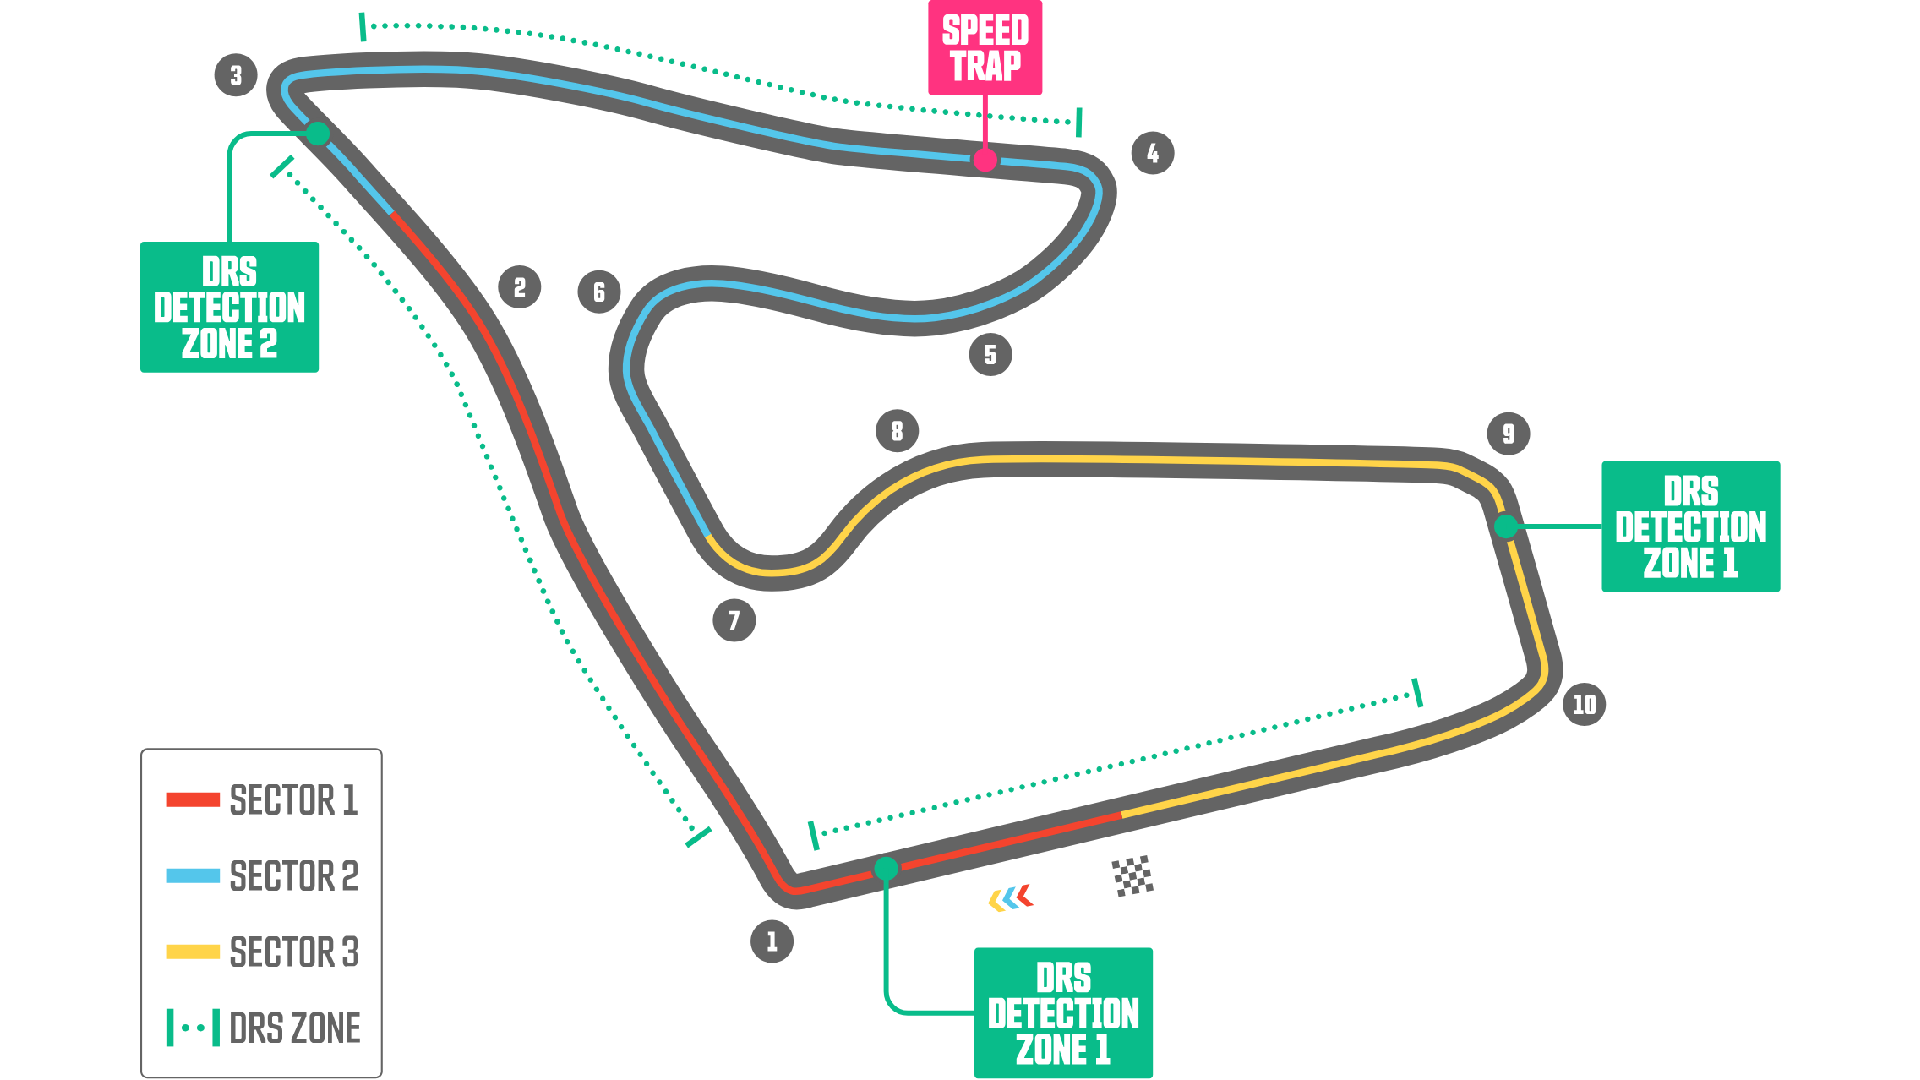 SPEED
TRAP
3
4
DRS
DETECTION
ZONE 2
2
6
5
8
9
DRS
DETECTION
ZONE 1
7
10
1
DRS
DETECTION
ZONE 1
SECTOR 1
SECTOR 2
SECTOR 3
DRS ZONE